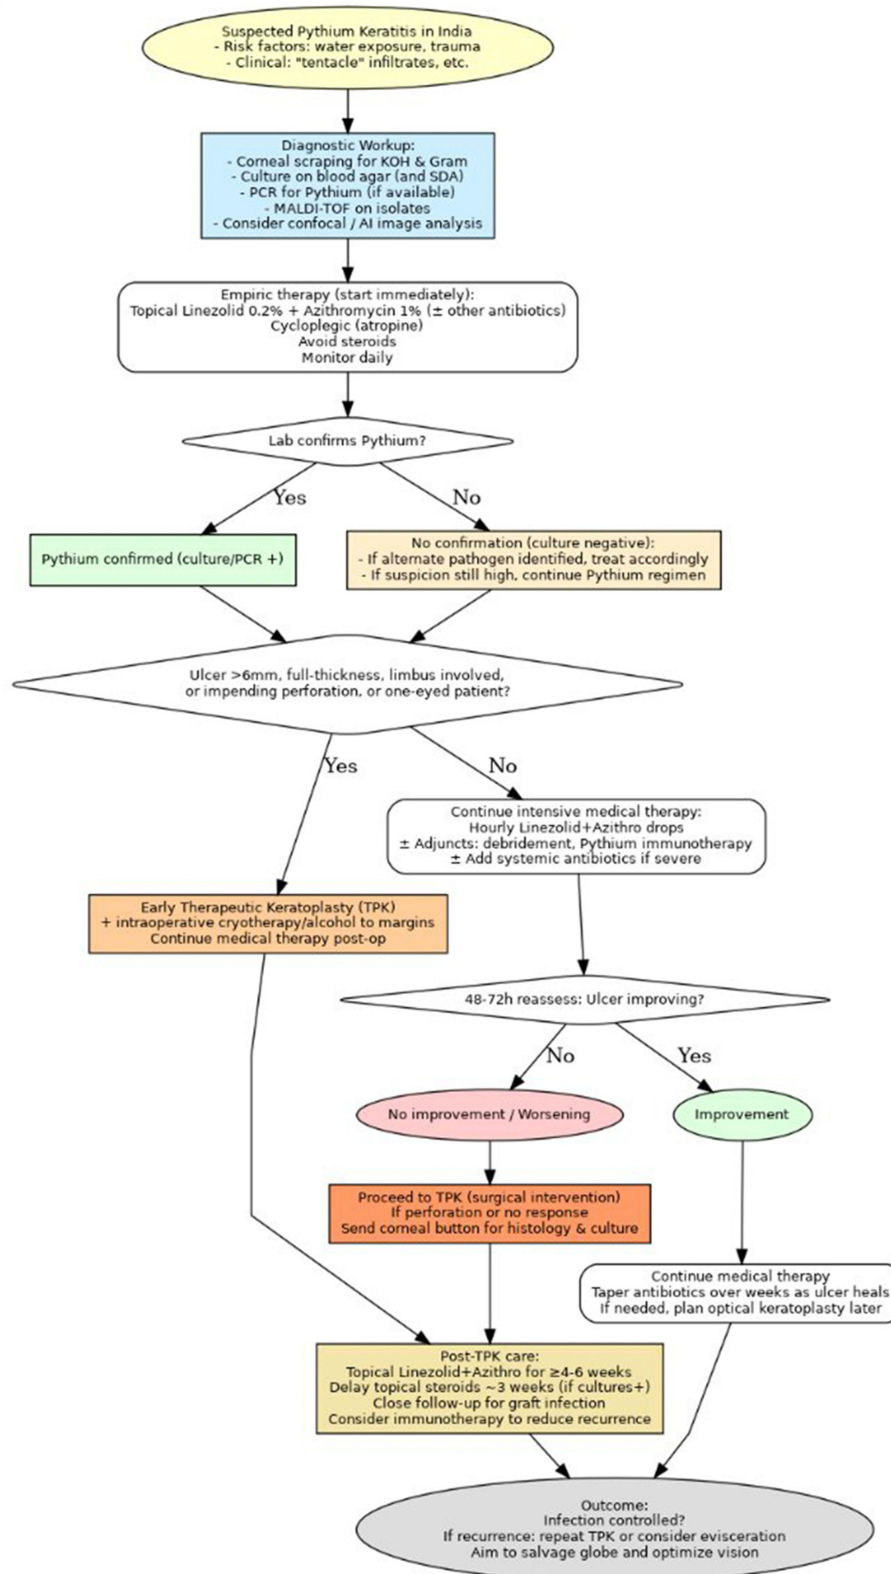 Suspected Pythium Keratitis in India
- Risk factors: water exposure, trauma
- Clinical: "tentacle" infiltrates, etc.
Diagnostic Workup:
- Corneal scraping for KOH & Gram
- Culture on blood agar (and SDA)
- PCR for Pythium (if available)
- MALDI-TOF on isolates
- Consider confocal / AI image analysis
Empiric therapy (start immediately):
Topical Linezolid 0.2% + Azithromycin 1% (± other antibiotics)
Cycloplegic (atropine)
Avoid steroids
Monitor daily
Lab confirms Pythium?
Yes
No
Pythium confirmed (culture/PCR +)
No confirmation (culture negative):
- If alternate pathogen identified, treat accordingly
- If suspicion still high, continue Pythium regimen
Ulcer >6mm, full-thickness, limbus involved,
or impending perforation, or one-eyed patient?
Yes
No
Continue intensive medical therapy:
Hourly Linezolid+Azithro drops
± Adjuncts: debridement, Pythium immunotherapy
± Add systemic antibiotics if severe
Early Therapeutic Keratoplasty (TPK)
+ intraoperative cryotherapy/alcohol to margins
Continue medical therapy post-op
48-72h reassess: Ulcer improving?
No
Yes
No improvement / Worsening
Improvement
Proceed to TPK (surgical intervention)
If perforation or no response
Send corneal button for histology & culture
Continue medical therapy
Taper antibiotics over weeks as ulcer heals
If needed, plan optical keratoplasty later
Post-TPK care:
Topical Linezolid+Azithro for ≥4-6 weeks
Delay topical steroids ~3 weeks (if cultures+)
Close follow-up for graft infection
Consider immunotherapy to reduce recurrence
Outcome:
Infection controlled?
If recurrence: repeat TPK or consider evisceration
Aim to salvage globe and optimize vision